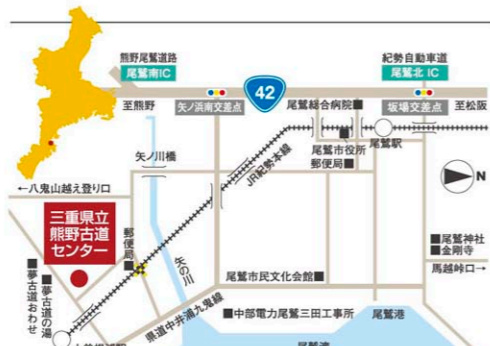 熊野尾鷲道路
尾鷲南IC
紀勢自動車道
尾鷲北 IC
42
至熊野
矢ノ浜南交差点
尾鷲総合病院■
坂場交差点
至松阪
尾鷲市役所
郵便局■
尾鷲駅
矢ノ川橋
JR紀勢本線
N
←八鬼山越え登り口
三重県立
熊野古道
センター
郵便局■
矢の川
■尾鷲神社
■金剛寺
馬越峠口→
■夢古道の湯
■夢古道おわせ
尾鷲市民文化会館■
県道中井浦九鬼線
■中部電力尾鷲三田工事所
尾鷲港